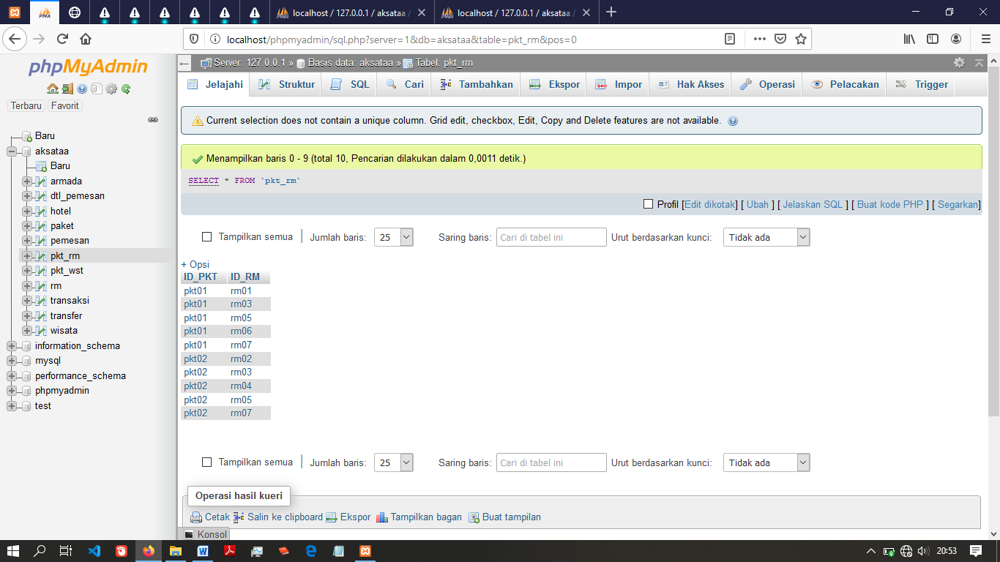 localhost / 127.0.0.1 / aksataa /
localhost / 127.0.0.1 / aksataa /
localhost/phpmyadmin/sql.php?server=1&db=aksataa&table=pkt_rm&pos=0
phpMyAdmin
Terbaru Favorit
Baru
aksataa
Baru
armada
dtl_pemesan
hotel
paket
pemesan
pkt_rm
pkt_wst
rm
transaksi
transfer
wisata
information_schema
mysql
performance_schema
phpmyadmin
test
Server: 127.0.0.1 » Basis data: aksataa » Tabel: pkt_rm
Jelajahi Struktur SQL Cari Tambahkan Ekspor Impor Hak Akses Operasi Pelacakan Trigger
Current selection does not contain a unique column. Grid edit, checkbox, Edit, Copy and Delete features are not available.
Menampilkan baris 0 - 9 (total 10, Pencarian dilakukan dalam 0,0011 detik.)
SELECT * FROM `pkt_rm`
Profil [Edit dikotak] [ Ubah ] [ Jelaskan SQL ] [ Buat kode PHP ] [ Segarkan]
Tampilkan semua | Jumlah baris: 25 Saring baris: Cari di tabel ini Urut berdasarkan kunci: Tidak ada
+ Opsi
ID_PKT ID_RM
pkt01 rm01
pkt01 rm03
pkt01 rm05
pkt01 rm06
pkt01 rm07
pkt02 rm02
pkt02 rm03
pkt02 rm04
pkt02 rm05
pkt02 rm07
Tampilkan semua | Jumlah baris: 25 Saring baris: Cari di tabel ini Urut berdasarkan kunci: Tidak ada
Operasi hasil kueri
Cetak Salin ke clipboard Ekspor Tampilkan bagan Buat tampilan
Konsol
20:53